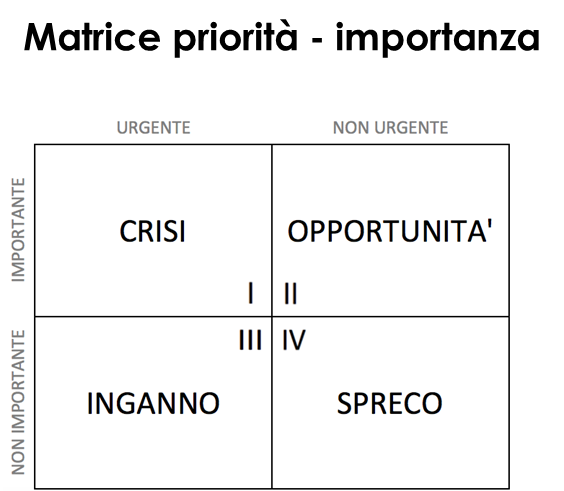 Matrice priorità - importanza
URGENTE
NON URGENTE
IMPORTANTE
CRISI
OPPORTUNITA'
I
II
NON IMPORTANTE
III
IV
INGANNO
SPRECO